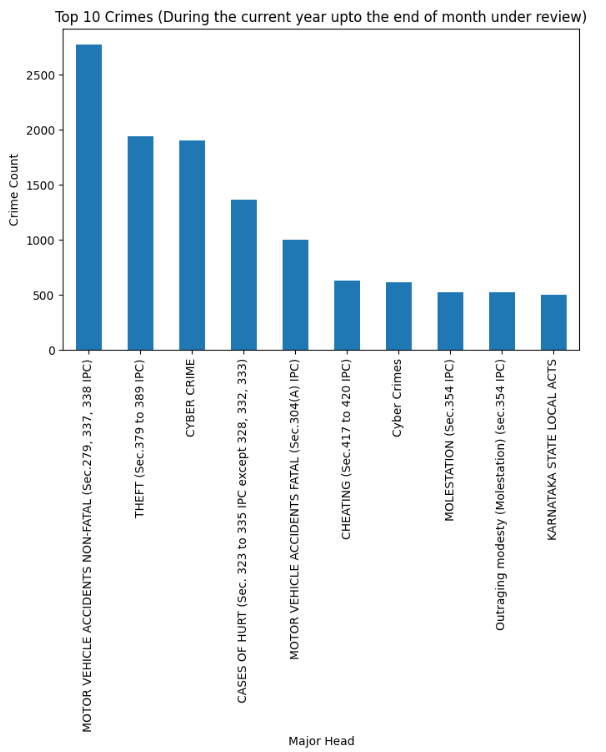 Top 10 Crimes (During the current year upto the end of month under review)
Crime Count
2500
2000
1500
1000
500
0
MOTOR VEHICLE ACCIDENTS NON-FATAL (Sec.279, 337, 338 IPC)
THEFT (Sec.379 to 389 IPC)
CYBER CRIME
CASES OF HURT (Sec. 323 to 335 IPC except 328, 332, 333)
MOTOR VEHICLE ACCIDENTS FATAL (Sec.304(A) IPC)
CHEATING (Sec.417 to 420 IPC)
Cyber Crimes
MOLESTATION (Sec.354 IPC)
Outraging modesty (Molestation) (sec.354 IPC)
KARNATAKA STATE LOCAL ACTS
Major Head